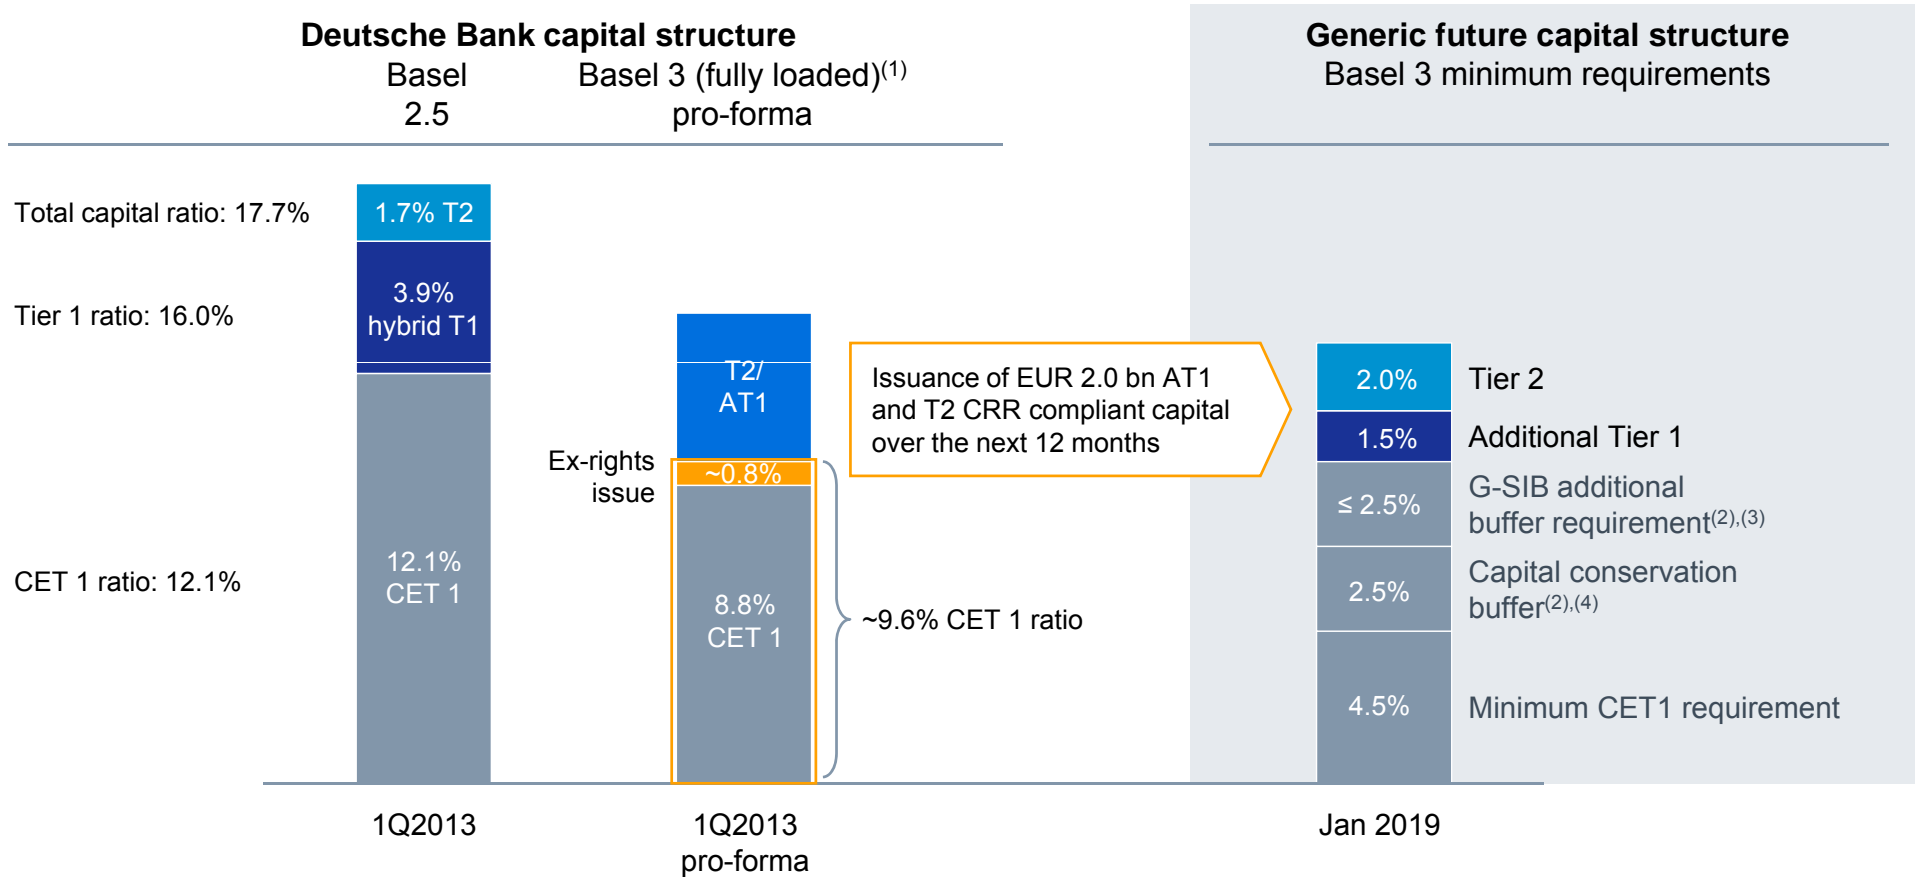 Deutsche Bank capital structure
Basel
2.5
Basel 3 (fully loaded)(1)
pro-forma
Generic future capital structure
Basel 3 minimum requirements
Total capital ratio: 17.7%
Tier 1 ratio: 16.0%
CET 1 ratio: 12.1%
1.7% T2
3.9%
hybrid T1
12.1%
CET 1
1Q2013
T2/
AT1
Ex-rights
issue
~0.8%
8.8%
CET 1
~9.6% CET 1 ratio
1Q2013
pro-forma
Issuance of EUR 2.0 bn AT1
and T2 CRR compliant capital
over the next 12 months
2.0%
Tier 2
1.5%
Additional Tier 1
≤ 2.5%
G-SIB additional
buffer requirement(2),(3)
2.5%
Capital conservation
buffer(2),(4)
4.5%
Minimum CET1 requirement
Jan 2019